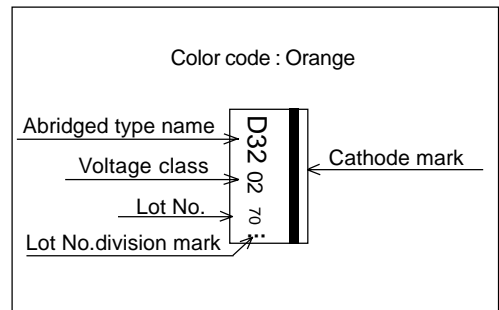 Color code : Orange
Abridged type name
Voltage class
Lot No.
Lot No.division mark
D32 02 70
Cathode mark